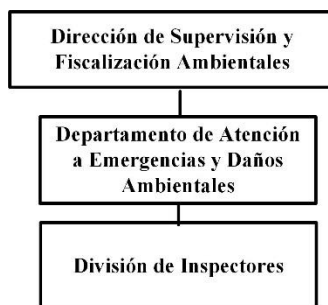 Dirección de Supervisión y
Fiscalización Ambientales
Departamento de Atención
a Emergencias y Daños
Ambientales
División de Inspectores